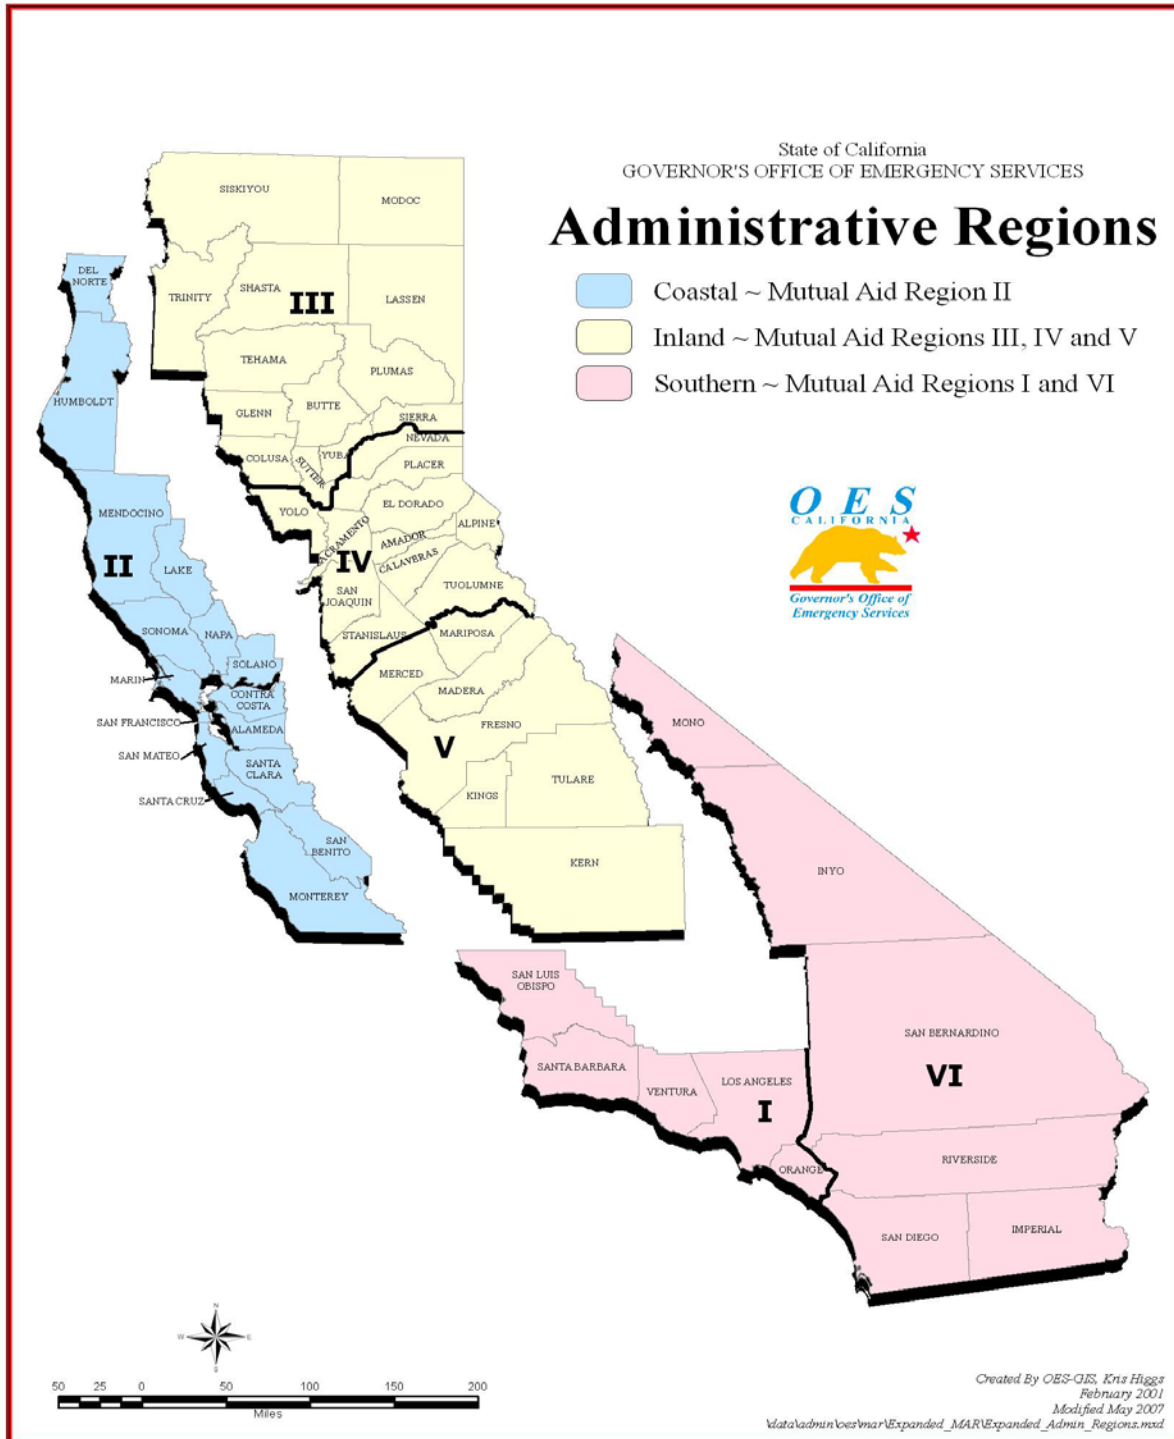 State of California
GOVERNOR'S OFFICE OF EMERGENCY SERVICES
Administrative Regions
Coastal ~ Mutual Aid Region II
Inland ~ Mutual Aid Regions III, IV and V
Southern ~ Mutual Aid Regions I and VI
OES
CALIFORNIA
Governor's Office of
Emergency Services
SISKIYOU
MODOC
DEL
NORTE
TRINITY
SHASTA
III
LASSEN
TEHAMA
PLUMAS
HUMBOLDT
GLENN
BUTTE
SIERRA
NEVADA
COLUSA
SUTTER
YUBA
PLACER
MENDOCINO
YOLO
EL DORADO
SACRAMENTO
ALPINE
AMADOR
II
LAKE
IV
CALAVERAS
TUOLUMNE
SAN
JOAQUIN
SONOMA
NAPA
STANISLAUS
MARIPOSA
SOLANO
MARIN
MERCED
MADERA
CONTRA
COSTA
SAN FRANCISCO
ALAMEDA
FRESNO
MONO
V
SAN MATEO
SANTA
CLARA
TULARE
KINGS
SANTA CRUZ
SAN
BENITO
KERN
INYO
MONTEREY
SAN LUIS
OBISPO
SAN BERNARDINO
SANTA BARBARA
VENTURA
LOS ANGELES
VI
I
ORANGE
RIVERSIDE
SAN DIEGO
IMPERIAL
N
W
E
S
50 25 0 50 100 150 200
Miles
Created By OES-GIS, Kris Higgs
February 2001
Modified May 2007
\data\admin\oes\mar\Expanded_MAR\Expanded_Admin_Regions.mxd